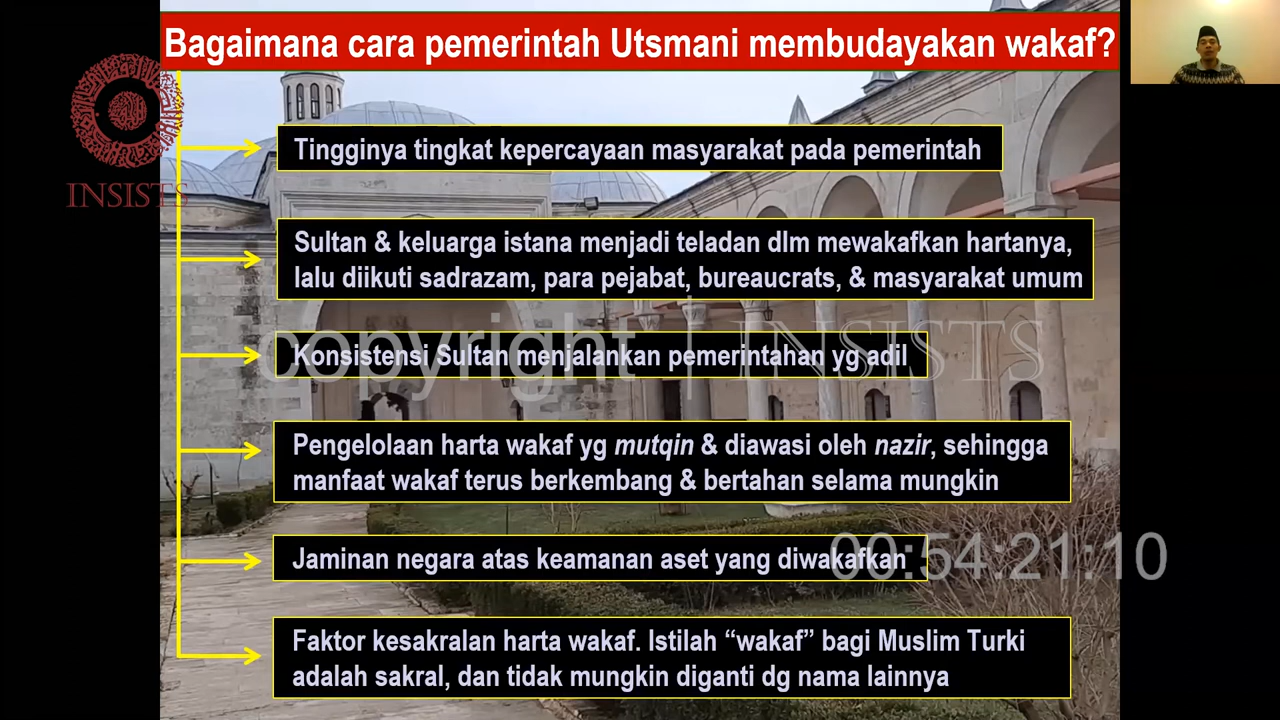 Bagaimana cara pemerintah Utsmani membudayakan wakaf?
INSISTS
Tingginya tingkat kepercayaan masyarakat pada pemerintah
Sultan & keluarga istana menjadi teladan dlm mewakafkan hartanya,
lalu diikuti sadrazam, para pejabat, bureaucrats, & masyarakat umum
copyright | INSISTS
Konsistensi Sultan menjalankan pemerintahan yg adil
Pengelolaan harta wakaf yg mutqin & diawasi oleh nazir, sehingga
manfaat wakaf terus berkembang & bertahan selama mungkin
Jaminan negara atas keamanan aset yang diwakafkan
00:54:21:10
Faktor kesakralan harta wakaf. Istilah “wakaf” bagi Muslim Turki
adalah sakral, dan tidak mungkin diganti dg nama lainnya